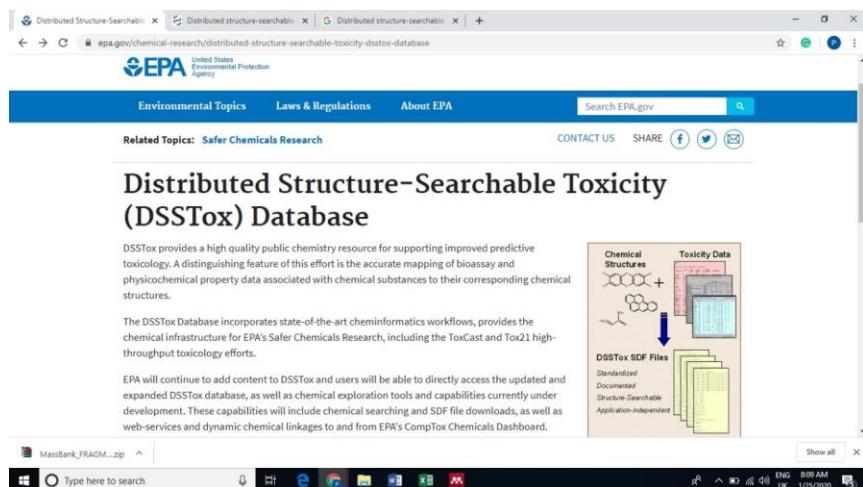 Distributed Structure-Searchable
Distributed structure-searchable
Distributed structure-searchable
epa.gov/chemical-research/distributed-structure-searchable-toxicity-dsstox-database
EPA
United States
Environmental Protection
Agency
Environmental Topics Laws & Regulations About EPA Search EPA.gov
Related Topics: Safer Chemicals Research CONTACT US SHARE
Distributed Structure-Searchable Toxicity
(DSSTox) Database
DSSTox provides a high quality public chemistry resource for supporting improved predictive
toxicology. A distinguishing feature of this effort is the accurate mapping of bioassay and
physicochemical property data associated with chemical substances to their corresponding chemical
structures.
The DSSTox Database incorporates state-of-the-art cheminformatics workflows, provides the
chemical infrastructure for EPA's Safer Chemicals Research, including the ToxCast and Tox21 high-
throughput toxicology efforts.
EPA will continue to add content to DSSTox and users will be able to directly access the updated and
expanded DSSTox database, as well as chemical exploration tools and capabilities currently under
development. These capabilities will include chemical searching and SDF file downloads, as well as
web-services and dynamic chemical linkages to and from EPA's CompTox Chemicals Dashboard.
Chemical
Structures
Toxicity Data
DSSTox SDF Files
Standardized
Documented
Structure-Searchable
Application-independent
MassBank_FRAGM....zip Show all
Type here to search
ENG
UK
8:09 AM
1/25/2020